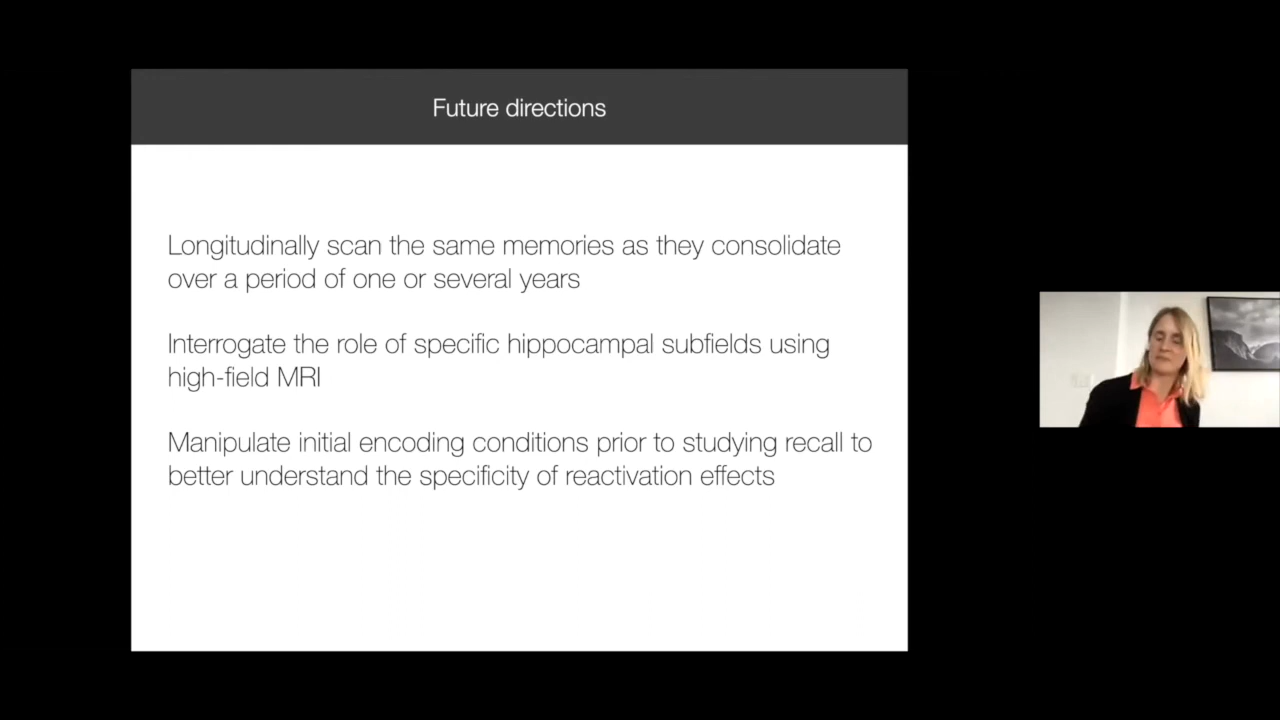 Future directions
Longitudinally scan the same memories as they consolidate
over a period of one or several years
Interrogate the role of specific hippocampal subfields using
high-field MRI
Manipulate initial encoding conditions prior to studying recall to
better understand the specificity of reactivation effects